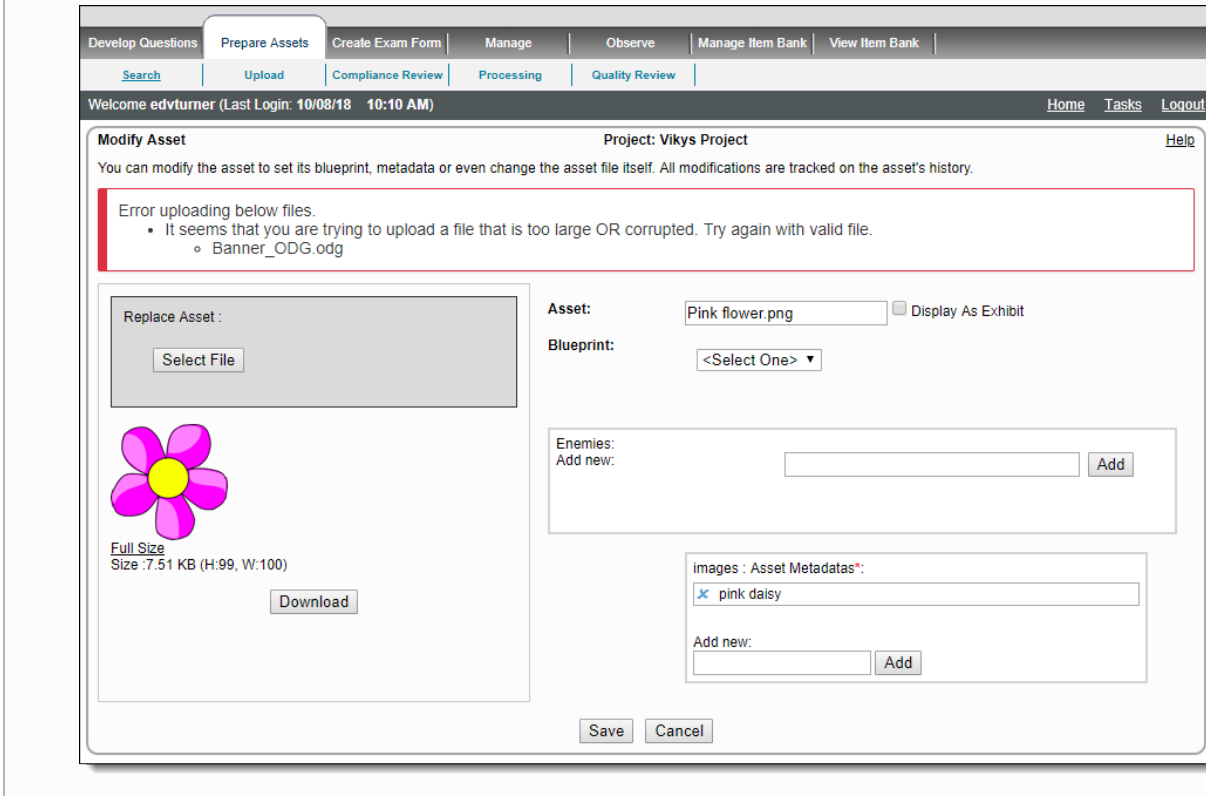 Develop Questions Prepare Assets Create Exam Form Manage Observe Manage Item Bank View Item Bank
Search Upload Compliance Review Processing Quality Review
Welcome edvturner (Last Login: 10/08/18 10:10 AM) Home Tasks Logout
Modify Asset Project: Vikys Project Help
You can modify the asset to set its blueprint, metadata or even change the asset file itself. All modifications are tracked on the asset's history.
Error uploading below files.
It seems that you are trying to upload a file that is too large OR corrupted. Try again with valid file.
Banner_ODG.odg
Replace Asset :
Select File
Full Size
Size :7.51 KB (H:99, W:100)
Download
Asset: Pink flower.png Display As Exhibit
Blueprint: <Select One>
Enemies:
Add new: Add
images : Asset Metadatas*:
pink daisy
Add new:
Add
Save Cancel